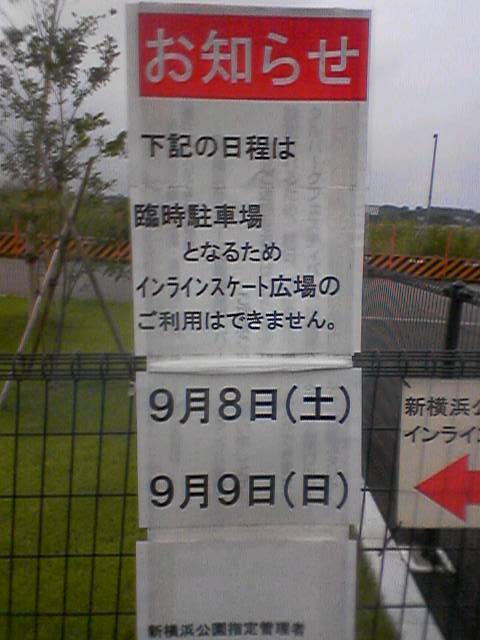 お知らせ
下記の日程は
臨時駐車場
となるため
インラインスケート広場の
ご利用はできません。
9月8日(土)
9月9日(日)
新横浜公園指定管理者
新横浜公
インライ